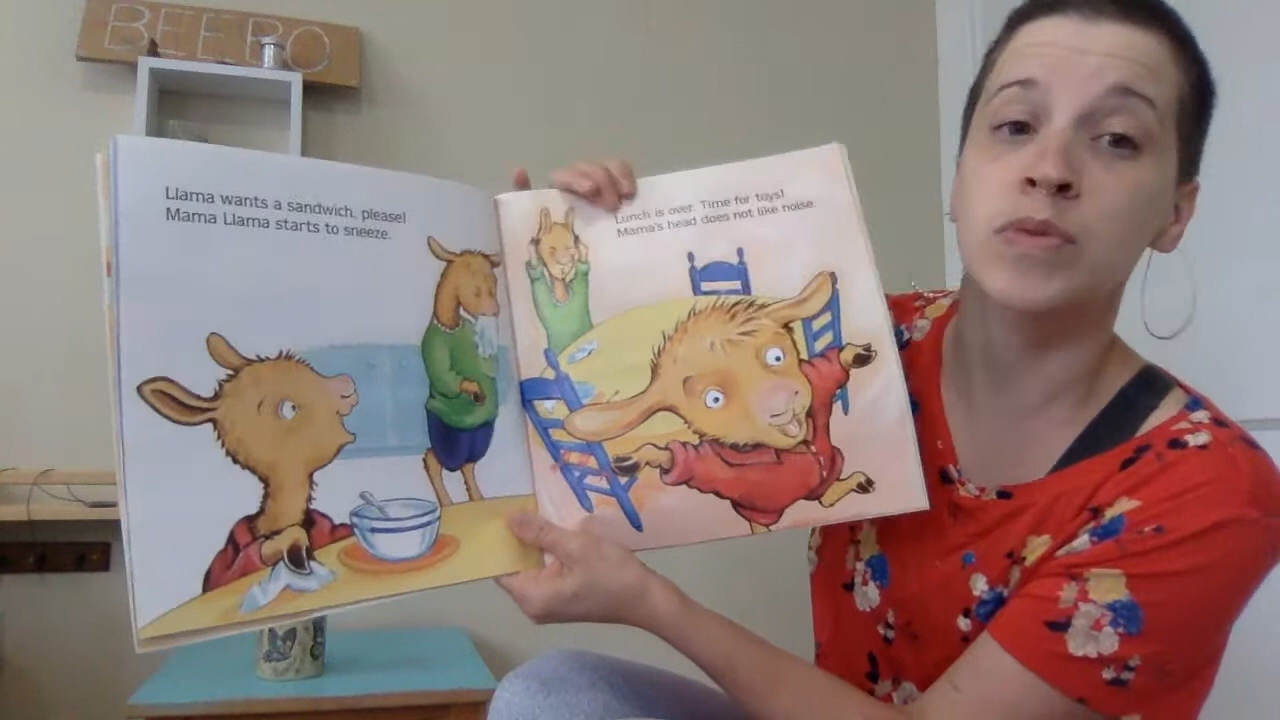 BEEBO
Llama wants a sandwich, please!
Mama Llama starts to sneeze.
Lunch is over. Time for toys!
Mama's head does not like noise.